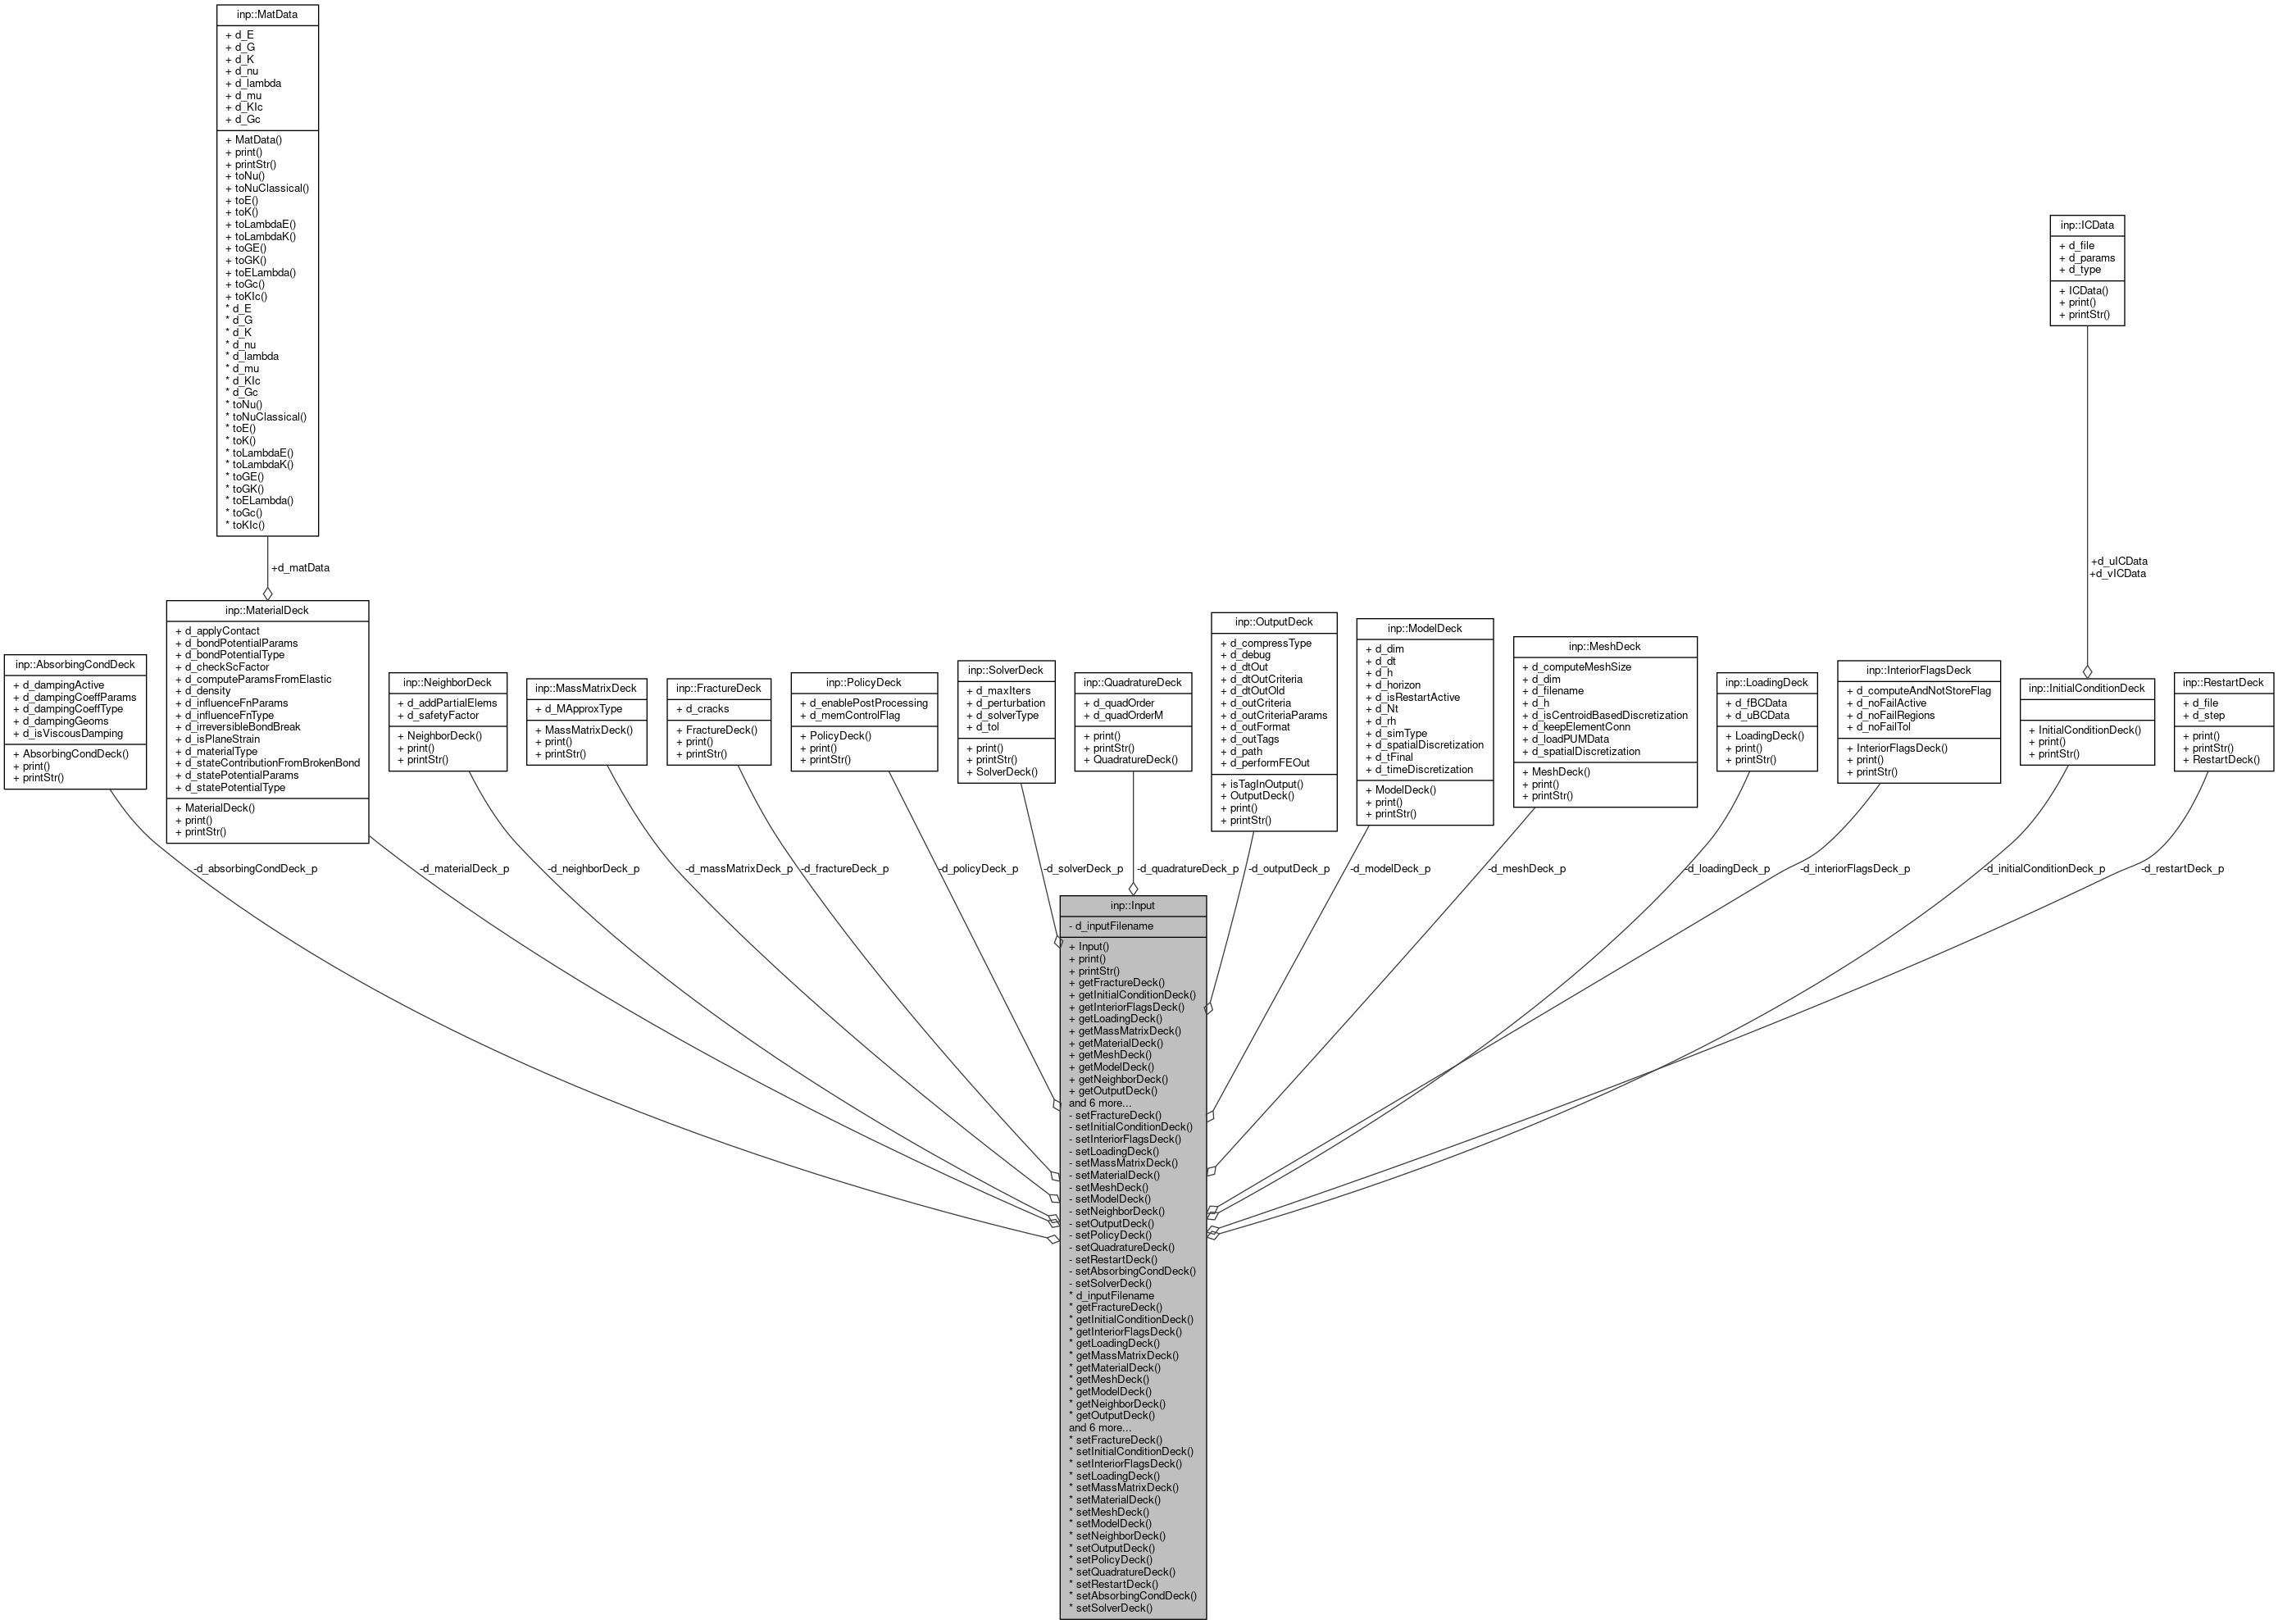 inp::MatData
+ d_E
+ d_G
+ d_K
+ d_nu
+ d_lambda
+ d_mu
+ d_KIc
+ d_Gc
+ MatData()
+ print()
+ printStr()
+ toNu()
+ toNuClassical()
+ toE()
+ toK()
+ toLambdaE()
+ toLambdaK()
+ toGE()
+ toGK()
+ toELambda()
+ toGc()
+ toKIc()
* d_E
* d_G
* d_K
* d_nu
* d_lambda
* d_mu
* d_KIc
* d_Gc
* toNu()
* toNuClassical()
* toE()
* toK()
* toLambdaE()
* toLambdaK()
* toGE()
* toGK()
* toELambda()
* toGc()
* toKIc()
inp::ICData
+ d_file
+ d_params
+ d_type
+ ICData()
+ print()
+ printStr()
+d_matData
+d_uICData
+d_vICData
inp::AbsorbingCondDeck
+ d_dampingActive
+ d_dampingCoeffParams
+ d_dampingCoeffType
+ d_dampingGeoms
+ d_isViscousDamping
+ AbsorbingCondDeck()
+ print()
+ printStr()
inp::MaterialDeck
+ d_applyContact
+ d_bondPotentialParams
+ d_bondPotentialType
+ d_checkScFactor
+ d_computeParamsFromElastic
+ d_density
+ d_influenceFnParams
+ d_influenceFnType
+ d_irreversibleBondBreak
+ d_isPlaneStrain
+ d_materialType
+ d_stateContributionFromBrokenBond
+ d_statePotentialParams
+ d_statePotentialType
+ MaterialDeck()
+ print()
+ printStr()
inp::NeighborDeck
+ d_addPartialElems
+ d_safetyFactor
+ NeighborDeck()
+ print()
+ printStr()
inp::MassMatrixDeck
+ d_MApproxType
+ MassMatrixDeck()
+ print()
+ printStr()
inp::FractureDeck
+ d_cracks
+ FractureDeck()
+ print()
+ printStr()
inp::PolicyDeck
+ d_enablePostProcessing
+ d_memControlFlag
+ PolicyDeck()
+ print()
+ printStr()
inp::SolverDeck
+ d_maxIters
+ d_perturbation
+ d_solverType
+ d_tol
+ print()
+ printStr()
+ SolverDeck()
inp::QuadratureDeck
+ d_quadOrder
+ d_quadOrderM
+ print()
+ printStr()
+ QuadratureDeck()
inp::OutputDeck
+ d_compressType
+ d_debug
+ d_dtOut
+ d_dtOutCriteria
+ d_dtOutOld
+ d_outCriteria
+ d_outCriteriaParams
+ d_outFormat
+ d_outTags
+ d_path
+ d_performFEOut
+ isTagInOutput()
+ OutputDeck()
+ print()
+ printStr()
inp::ModelDeck
+ d_dim
+ d_dt
+ d_h
+ d_horizon
+ d_isRestartActive
+ d_Nt
+ d_rh
+ d_simType
+ d_spatialDiscretization
+ d_tFinal
+ d_timeDiscretization
+ ModelDeck()
+ print()
+ printStr()
inp::MeshDeck
+ d_computeMeshSize
+ d_dim
+ d_filename
+ d_h
+ d_isCentroidBasedDiscretization
+ d_keepElementConn
+ d_loadPUMData
+ d_spatialDiscretization
+ MeshDeck()
+ print()
+ printStr()
inp::LoadingDeck
+ d_fBCData
+ d_uBCData
+ LoadingDeck()
+ print()
+ printStr()
inp::InteriorFlagsDeck
+ d_computeAndNotStoreFlag
+ d_noFailActive
+ d_noFailRegions
+ d_noFailTol
+ InteriorFlagsDeck()
+ print()
+ printStr()
inp::InitialConditionDeck
+ InitialConditionDeck()
+ print()
+ printStr()
inp::RestartDeck
+ d_file
+ d_step
+ print()
+ printStr()
+ RestartDeck()
-d_absorbingCondDeck_p
-d_materialDeck_p
-d_neighborDeck_p
-d_massMatrixDeck_p
-d_fractureDeck_p
-d_policyDeck_p
-d_solverDeck_p
-d_quadratureDeck_p
-d_outputDeck_p
-d_modelDeck_p
-d_meshDeck_p
-d_loadingDeck_p
-d_interiorFlagsDeck_p
-d_initialConditionDeck_p
-d_restartDeck_p
inp::Input
- d_inputFilename
+ Input()
+ print()
+ printStr()
+ getFractureDeck()
+ getInitialConditionDeck()
+ getInteriorFlagsDeck()
+ getLoadingDeck()
+ getMassMatrixDeck()
+ getMaterialDeck()
+ getMeshDeck()
+ getModelDeck()
+ getNeighborDeck()
+ getOutputDeck()
and 6 more...
- setFractureDeck()
- setInitialConditionDeck()
- setInteriorFlagsDeck()
- setLoadingDeck()
- setMassMatrixDeck()
- setMaterialDeck()
- setMeshDeck()
- setModelDeck()
- setNeighborDeck()
- setOutputDeck()
- setPolicyDeck()
- setQuadratureDeck()
- setRestartDeck()
- setAbsorbingCondDeck()
- setSolverDeck()
* d_inputFilename
* getFractureDeck()
* getInitialConditionDeck()
* getInteriorFlagsDeck()
* getLoadingDeck()
* getMassMatrixDeck()
* getMaterialDeck()
* getMeshDeck()
* getModelDeck()
* getNeighborDeck()
* getOutputDeck()
and 6 more...
* setFractureDeck()
* setInitialConditionDeck()
* setInteriorFlagsDeck()
* setLoadingDeck()
* setMassMatrixDeck()
* setMaterialDeck()
* setMeshDeck()
* setModelDeck()
* setNeighborDeck()
* setOutputDeck()
* setPolicyDeck()
* setQuadratureDeck()
* setRestartDeck()
* setAbsorbingCondDeck()
* setSolverDeck()